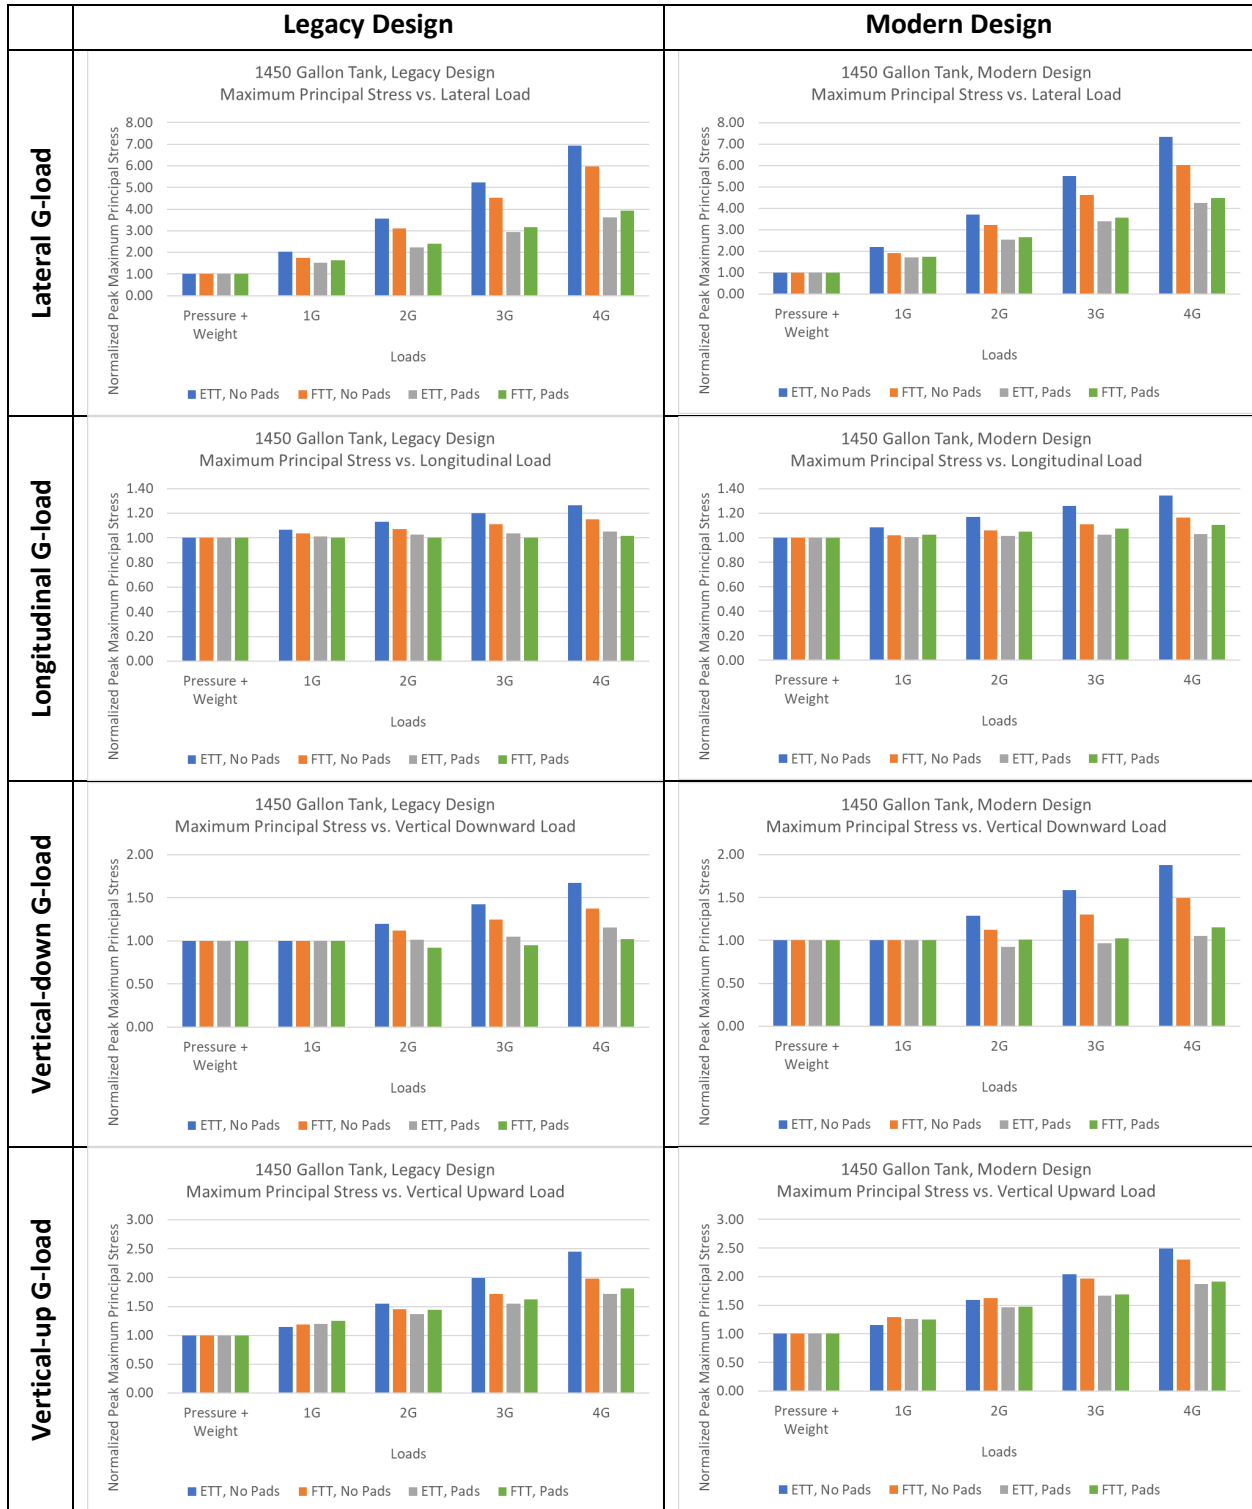 Legacy Design
Modern Design
Lateral G-load
1450 Gallon Tank, Legacy Design
Maximum Principal Stress vs. Lateral Load
Normalized Peak Maximum Principal Stress
8.00
7.00
6.00
5.00
4.00
3.00
2.00
1.00
0.00
Pressure +
Weight
1G
2G
3G
4G
Loads
ETT, No Pads
FTT, No Pads
ETT, Pads
FTT, Pads
1450 Gallon Tank, Modern Design
Maximum Principal Stress vs. Lateral Load
Normalized Peak Maximum Principal Stress
8.00
7.00
6.00
5.00
4.00
3.00
2.00
1.00
0.00
Pressure +
Weight
1G
2G
3G
4G
Loads
ETT, No Pads
FTT, No Pads
ETT, Pads
FTT, Pads
Longitudinal G-load
1450 Gallon Tank, Legacy Design
Maximum Principal Stress vs. Longitudinal Load
Normalized Peak Maximum Principal Stress
1.40
1.20
1.00
0.80
0.60
0.40
0.20
0.00
Pressure +
Weight
1G
2G
3G
4G
Loads
ETT, No Pads
FTT, No Pads
ETT, Pads
FTT, Pads
1450 Gallon Tank, Modern Design
Maximum Principal Stress vs. Longitudinal Load
Normalized Peak Maximum Principal Stress
1.40
1.20
1.00
0.80
0.60
0.40
0.20
0.00
Pressure +
Weight
1G
2G
3G
4G
Loads
ETT, No Pads
FTT, No Pads
ETT, Pads
FTT, Pads
Vertical-down G-load
1450 Gallon Tank, Legacy Design
Maximum Principal Stress vs. Vertical Downward Load
Normalized Peak Maximum Principal Stress
2.00
1.50
1.00
0.50
0.00
Pressure +
Weight
1G
2G
3G
4G
Loads
ETT, No Pads
FTT, No Pads
ETT, Pads
FTT, Pads
1450 Gallon Tank, Modern Design
Maximum Principal Stress vs. Vertical Downward Load
Normalized Peak Maximum Principal Stress
2.00
1.50
1.00
0.50
0.00
Pressure +
Weight
1G
2G
3G
4G
Loads
ETT, No Pads
FTT, No Pads
ETT, Pads
FTT, Pads
Vertical-up G-load
1450 Gallon Tank, Legacy Design
Maximum Principal Stress vs. Vertical Upward Load
Normalized Peak Maximum Principal Stress
3.00
2.50
2.00
1.50
1.00
0.50
0.00
Pressure +
Weight
1G
2G
3G
4G
Loads
ETT, No Pads
FTT, No Pads
ETT, Pads
FTT, Pads
1450 Gallon Tank, Modern Design
Maximum Principal Stress vs. Vertical Upward Load
Normalized Peak Maximum Principal Stress
3.00
2.50
2.00
1.50
1.00
0.50
0.00
Pressure +
Weight
1G
2G
3G
4G
Loads
ETT, No Pads
FTT, No Pads
ETT, Pads
FTT, Pads